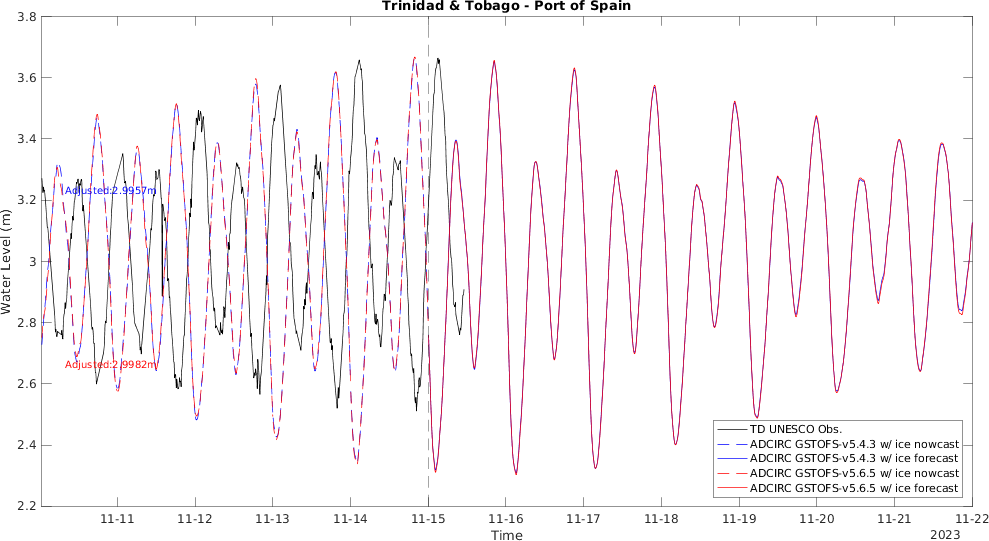 Trinidad & Tobago - Port of Spain
3.8
3.6
3.4
3.2
3
2.8
2.6
2.4
2.2
Water Level (m)
Adjusted:2.9957m
Adjusted:2.9982m
TD UNESCO Obs.
ADCIRC GSTOFS-v5.4.3 w/ ice nowcast
ADCIRC GSTOFS-v5.4.3 w/ ice forecast
ADCIRC GSTOFS-v5.6.5 w/ ice nowcast
ADCIRC GSTOFS-v5.6.5 w/ ice forecast
11-11 11-12 11-13 11-14 11-15 11-16 11-17 11-18 11-19 11-20 11-21 11-22
Time
2023